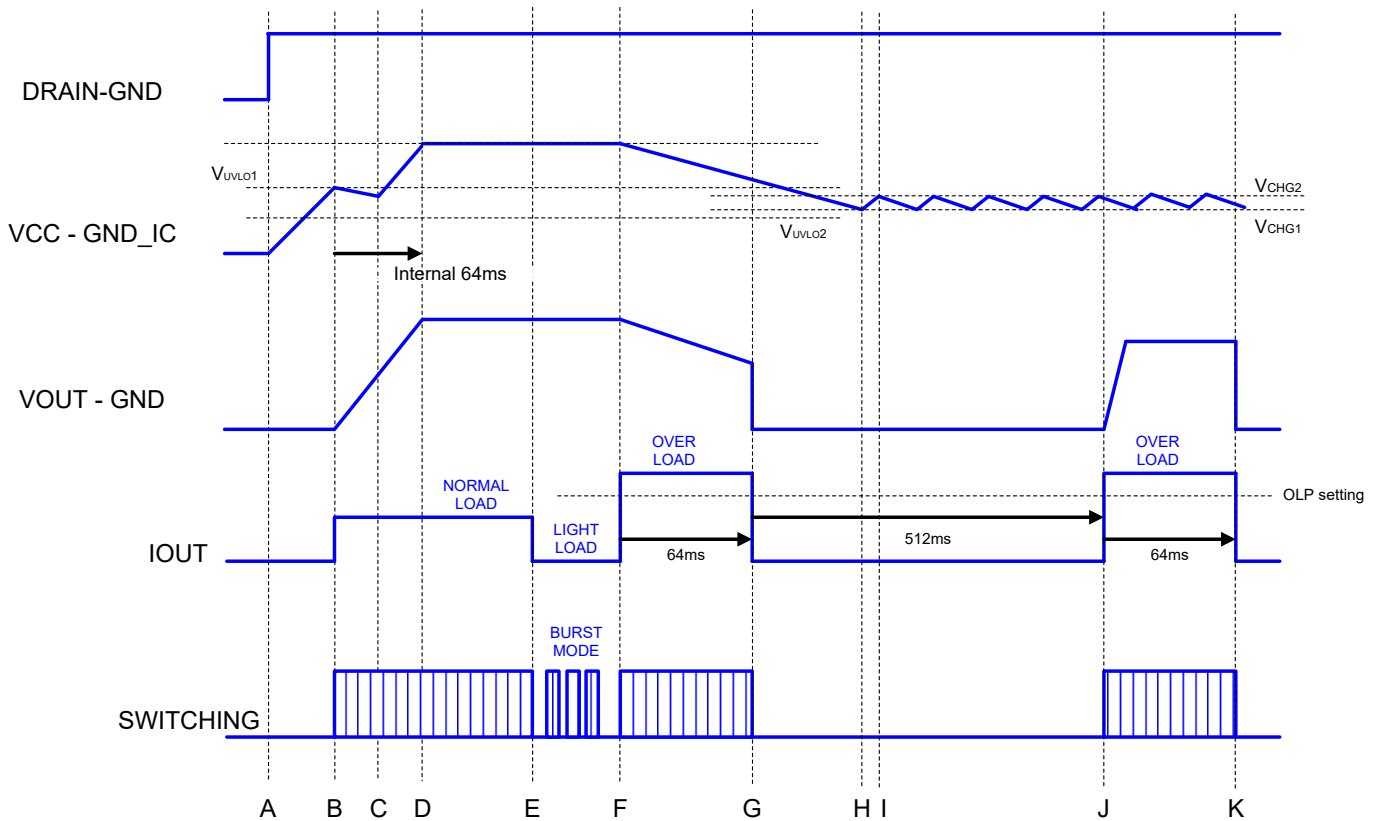 DRAIN-GND
VUVLO1
VCHG2
VCC - GND_IC
VUVLO2
VCHG1
Internal 64ms
VOUT - GND
OVER
LOAD
OVER
LOAD
NORMAL
LOAD
OLP setting
LIGHT
LOAD
IOUT
64ms
512ms
64ms
BURST
MODE
SWITCHING
A B C D E F G H I J K